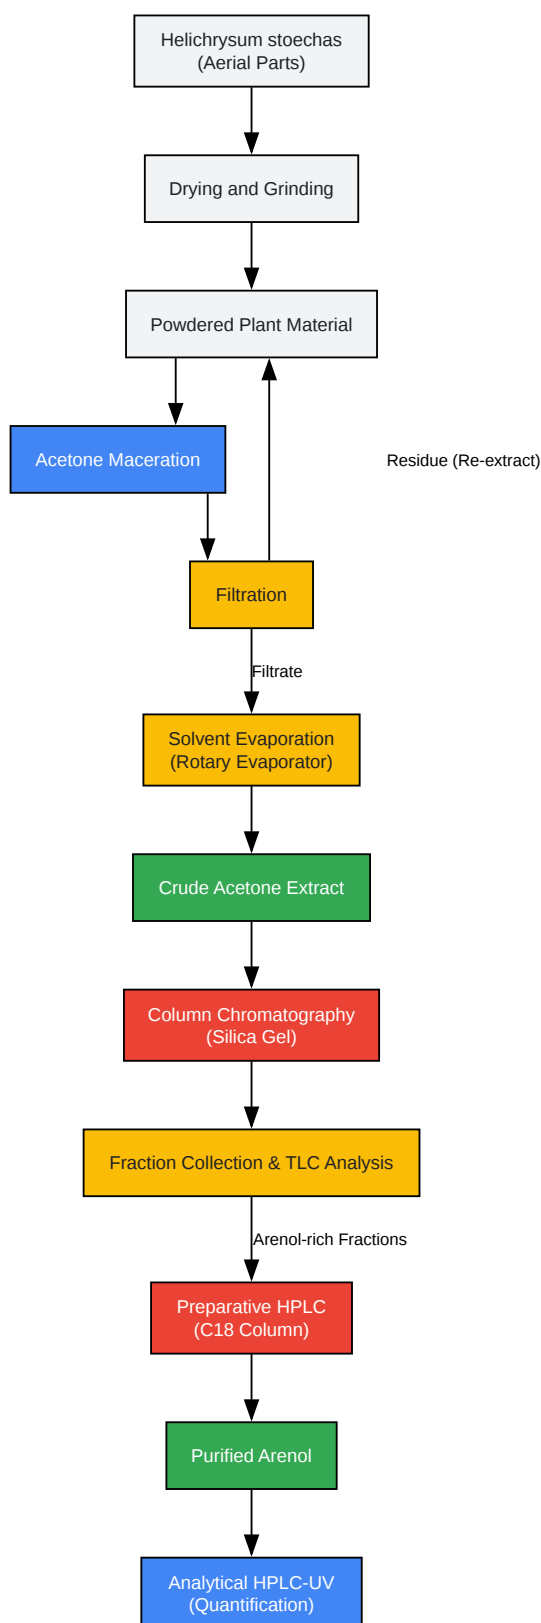 Helichrysum stoechas
(Aerial Parts)
Drying and Grinding
Powdered Plant Material
Acetone Maceration
Residue (Re-extract)
Filtration
Filtrate
Solvent Evaporation
(Rotary Evaporator)
Crude Acetone Extract
Column Chromatography
(Silica Gel)
Fraction Collection & TLC Analysis
Arenol-rich Fractions
Preparative HPLC
(C18 Column)
Purified Arenol
Analytical HPLC-UV
(Quantification)